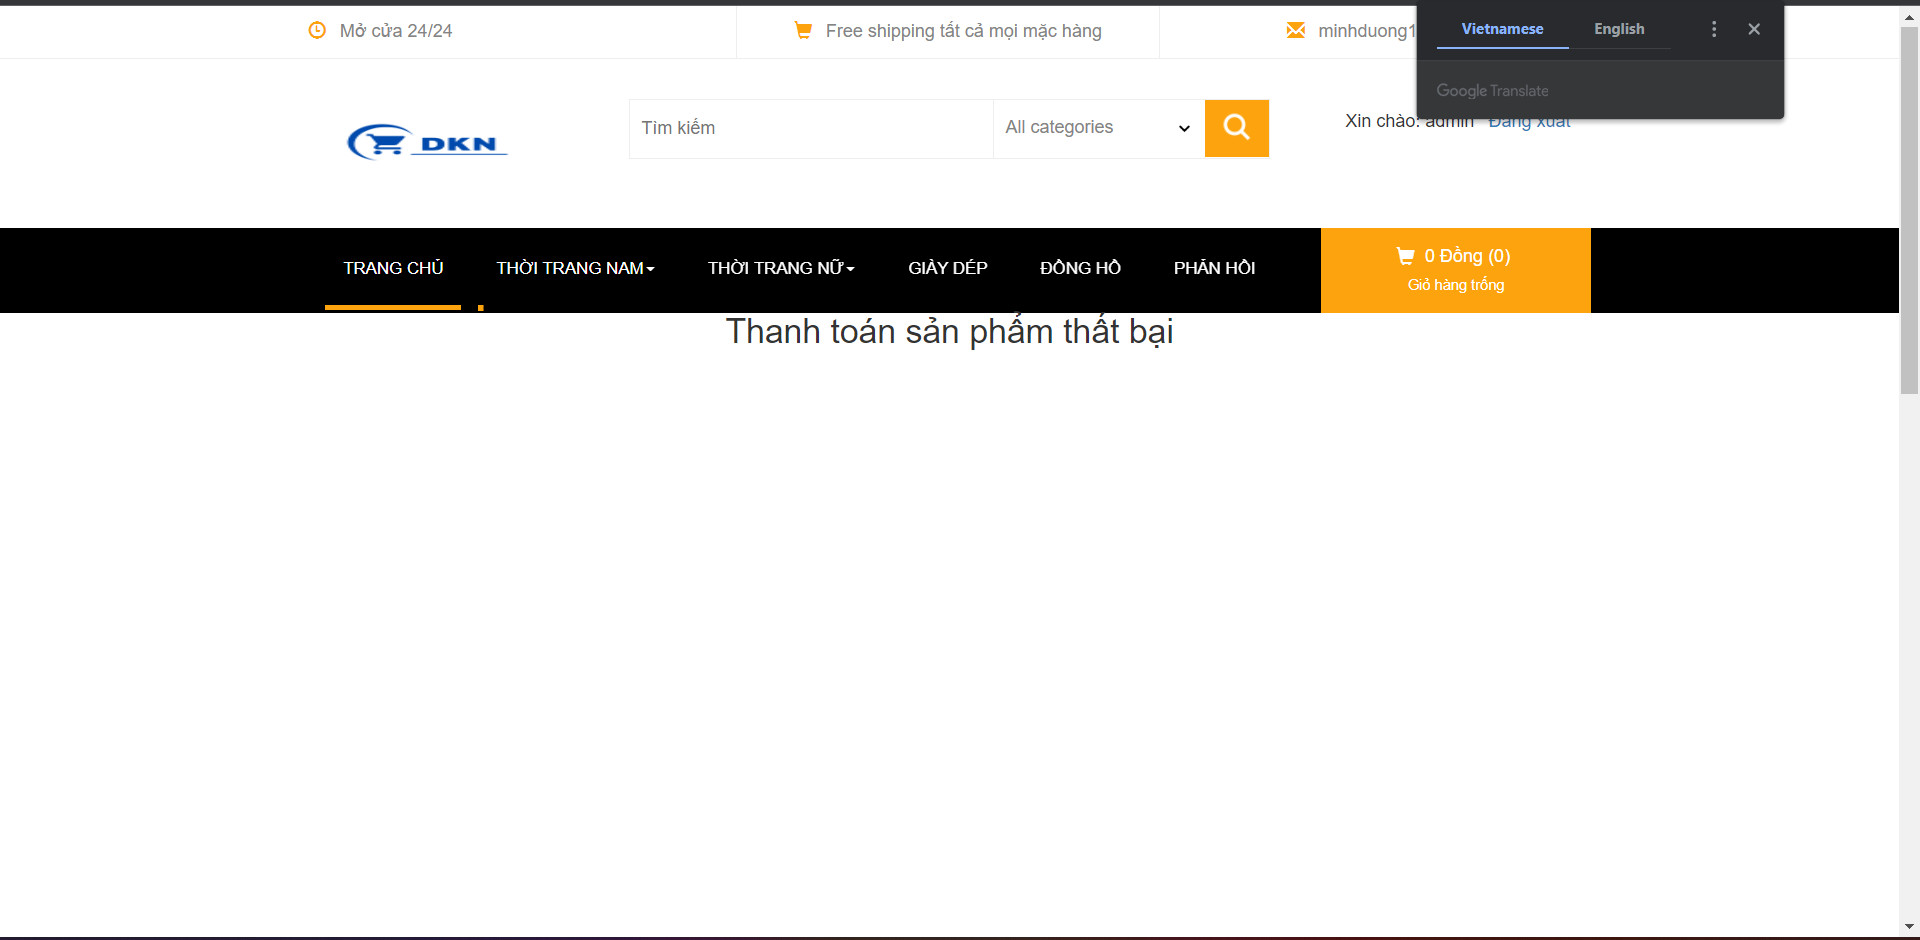 Mở cửa 24/24
Free shipping tất cả mọi mặc hàng
minhduong1
Vietnamese
English
Google Translate
DKN
Tìm kiếm
All categories
Xin chào: admin Đăng xuất
TRANG CHỦ
THỜI TRANG NAM
THỜI TRANG NỮ
GIÀY DÉP
ĐỒNG HỒ
PHẢN HỒI
0 Đồng (0)
Giỏ hàng trống
Thanh toán sản phẩm thất bại